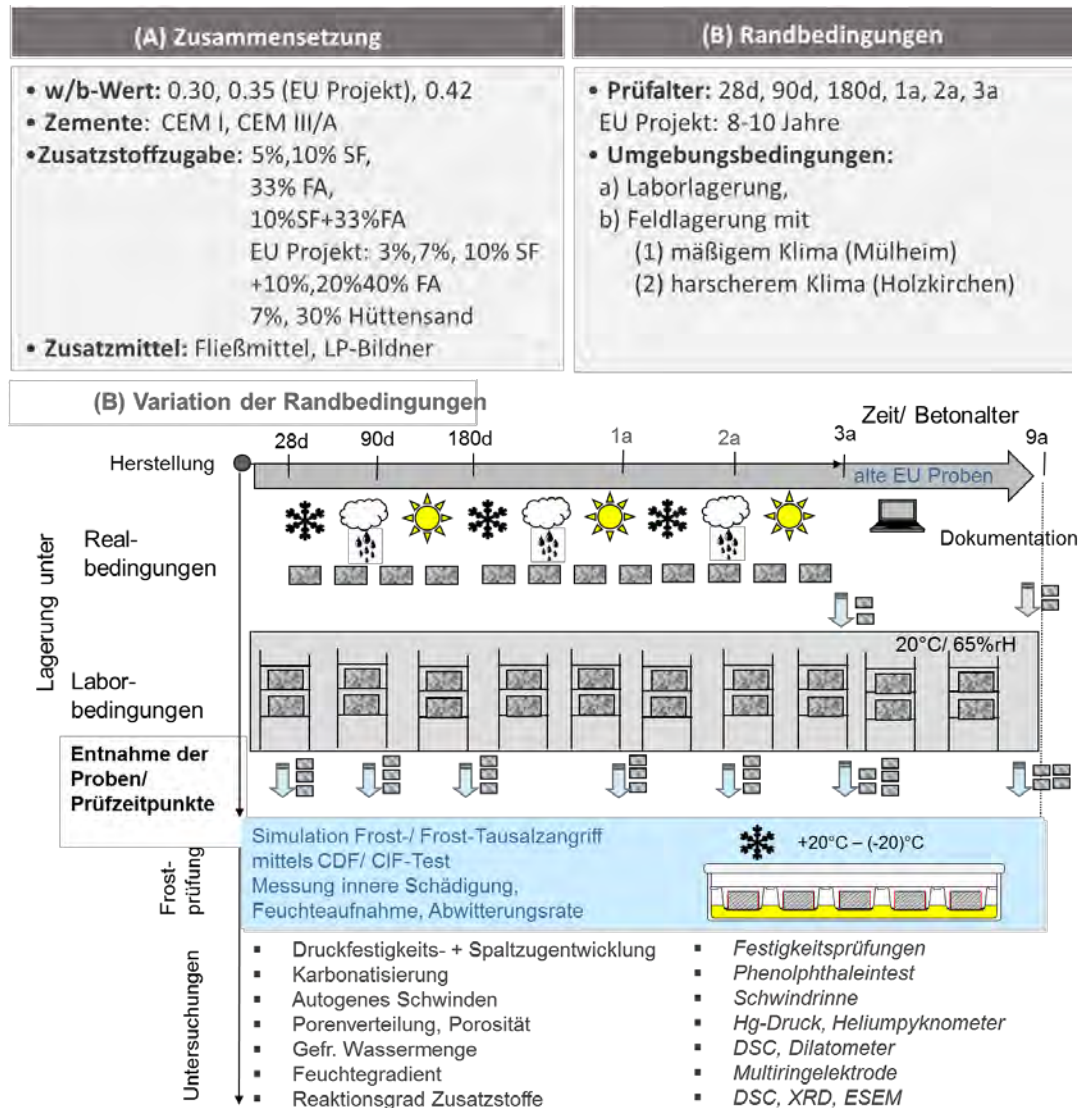 (A) Zusammensetzung
• w/b-Wert: 0.30, 0.35 (EU Projekt), 0.42
• Zemente: CEM I, CEM III/A
•Zusatzstoffzugabe: 5%,10% SF,
33% FA,
10%SF+33%FA
EU Projekt: 3%,7%, 10% SF
+10%,20%40% FA
7%, 30% Hüttensand
• Zusatzmittel: Fließmittel, LP-Bildner
(B) Randbedingungen
• Prüfalter: 28d, 90d, 180d, 1a, 2a, 3a
EU Projekt: 8-10 Jahre
• Umgebungsbedingungen:
a) Laborlagerung,
b) Feldlagerung mit
(1) mäßigem Klima (Mülheim)
(2) harscherem Klima (Holzkirchen)
(B) Variation der Randbedingungen
Zeit/ Betonalter
28d 90d 180d 1a 2a 3a 9a
Herstellung
alte EU Proben
Lagerung unter
Real-
bedingungen
Dokumentation
20°C/ 65%rH
Labor-
bedingungen
Entnahme der
Proben/
Prüfzeitpunkte
Frost-
prüfung
Simulation Frost-/ Frost-Tausalzangriff
mittels CDF/ CIF-Test
Messung innere Schädigung,
Feuchteaufnahme, Abwitterungsrate
+20°C – (-20)°C
Untersuchungen
▪ Druckfestigkeits- + Spaltzugentwicklung
▪ Karbonatisierung
▪ Autogenes Schwinden
▪ Porenverteilung, Porosität
▪ Gefr. Wassermenge
▪ Feuchtegradient
▪ Reaktionsgrad Zusatzstoffe
▪ Festigkeitsprüfungen
▪ Phenolphthaleintest
▪ Schwindrinne
▪ Hg-Druck, Heliumpyknometer
▪ DSC, Dilatometer
▪ Multiringelektrode
▪ DSC, XRD, ESEM